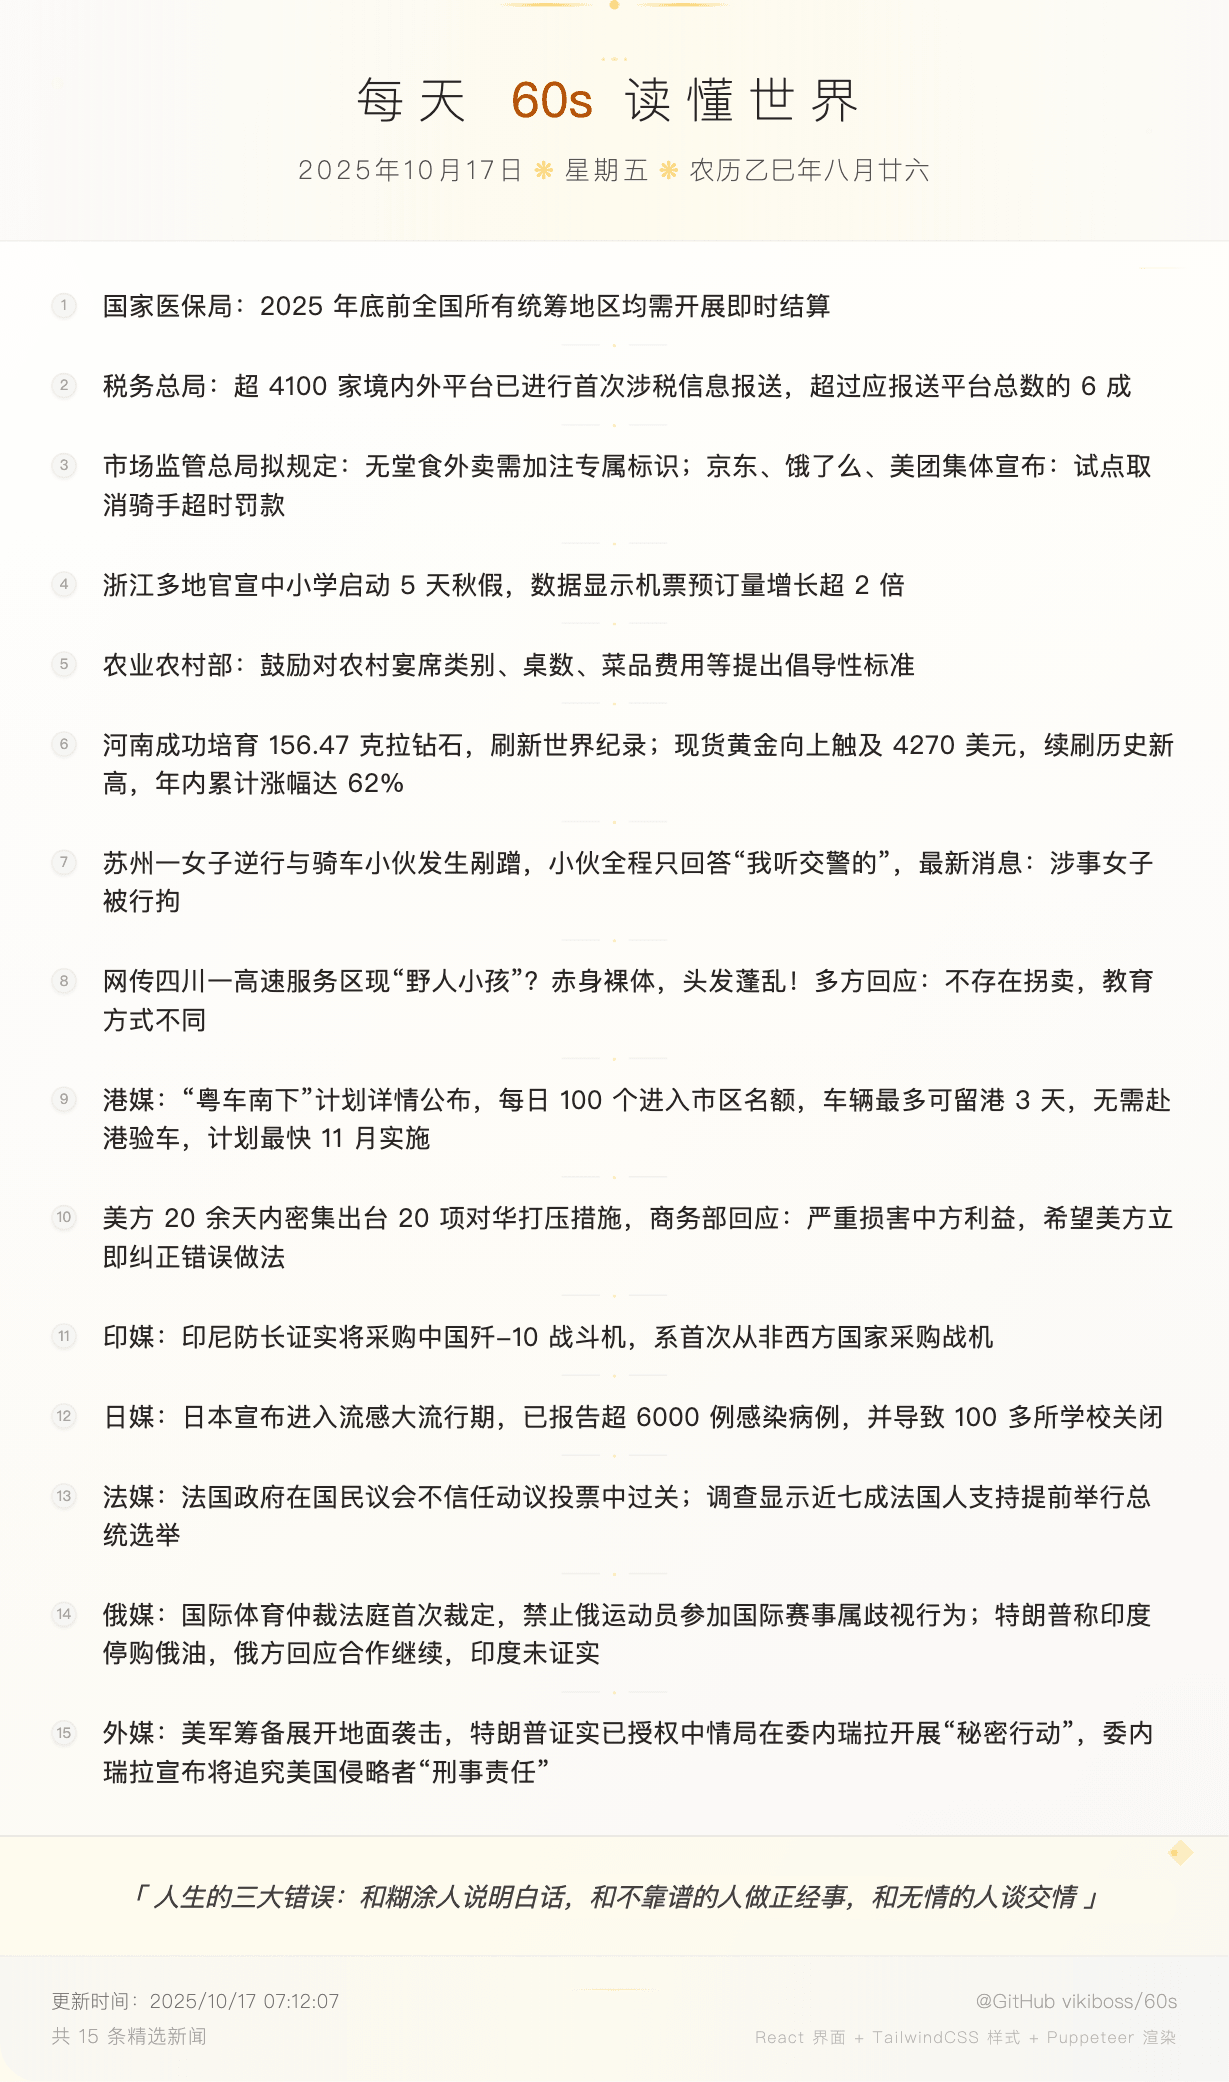 每天 60s 读懂世界
2025年10月17日 ❋ 星期五 ❋ 农历乙巳年八月廿六
1 国家医保局：2025 年底前全国所有统筹地区均需开展即时结算
2 税务总局：超 4100 家境内外平台已进行首次涉税信息报送，超过应报送平台总数的 6 成
3 市场监管总局拟规定：无堂食外卖需加注专属标识；京东、饿了么、美团集体宣布：试点取
消骑手超时罚款
4 浙江多地官宣中小学启动 5 天秋假，数据显示机票预订量增长超 2 倍
5 农业农村部：鼓励对农村宴席类别、桌数、菜品费用等提出倡导性标准
6 河南成功培育 156.47 克拉钻石，刷新世界纪录；现货黄金向上触及 4270 美元，续刷历史新
高，年内累计涨幅达 62%
7 苏州一女子逆行与骑车小伙发生剐蹭，小伙全程只回答“我听交警的”，最新消息：涉事女子
被行拘
8 网传四川一高速服务区现“野人小孩”？赤身裸体，头发蓬乱！多方回应：不存在拐卖，教育
方式不同
9 港媒：“粤车南下”计划详情公布，每日 100 个进入市区名额，车辆最多可留港 3 天，无需赴
港验车，计划最快 11 月实施
10 美方 20 余天内密集出台 20 项对华打压措施，商务部回应：严重损害中方利益，希望美方立
即纠正错误做法
11 印媒：印尼防长证实将采购中国歼-10 战斗机，系首次从非西方国家采购战机
12 日媒：日本宣布进入流感大流行期，已报告超 6000 例感染病例，并导致 100 多所学校关闭
13 法媒：法国政府在国民议会不信任动议投票中过关；调查显示近七成法国人支持提前举行总
统选举
14 俄媒：国际体育仲裁法庭首次裁定，禁止俄运动员参加国际赛事属歧视行为；特朗普称印度
停购俄油，俄方回应合作继续，印度未证实
15 外媒：美军筹备展开地面袭击，特朗普证实已授权中情局在委内瑞拉开展“秘密行动”，委内
瑞拉宣布将追究美国侵略者“刑事责任”
「 人生的三大错误：和糊涂人说明白话，和不靠谱的人做正经事，和无情的人谈交情 」
更新时间：2025/10/17 07:12:07
@GitHub vikiboss/60s
共 15 条精选新闻
React 界面 + TailwindCSS 样式 + Puppeteer 渲染